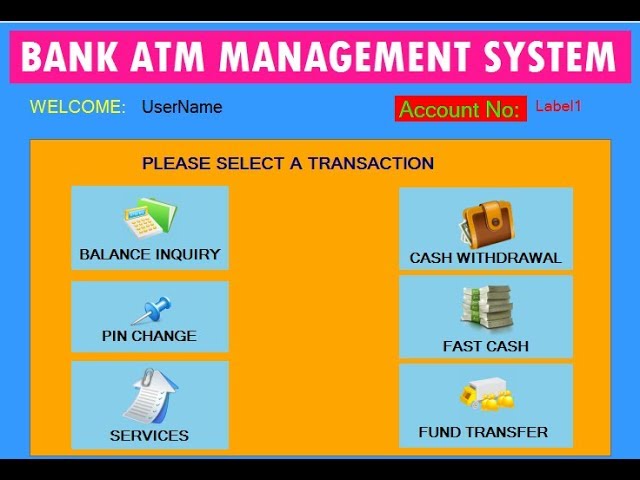 BANK ATM MANAGEMENT SYSTEM
WELCOME: UserName Account No: Label1
PLEASE SELECT A TRANSACTION
BALANCE INQUIRY
CASH WITHDRAWAL
PIN CHANGE
FAST CASH
SERVICES
FUND TRANSFER